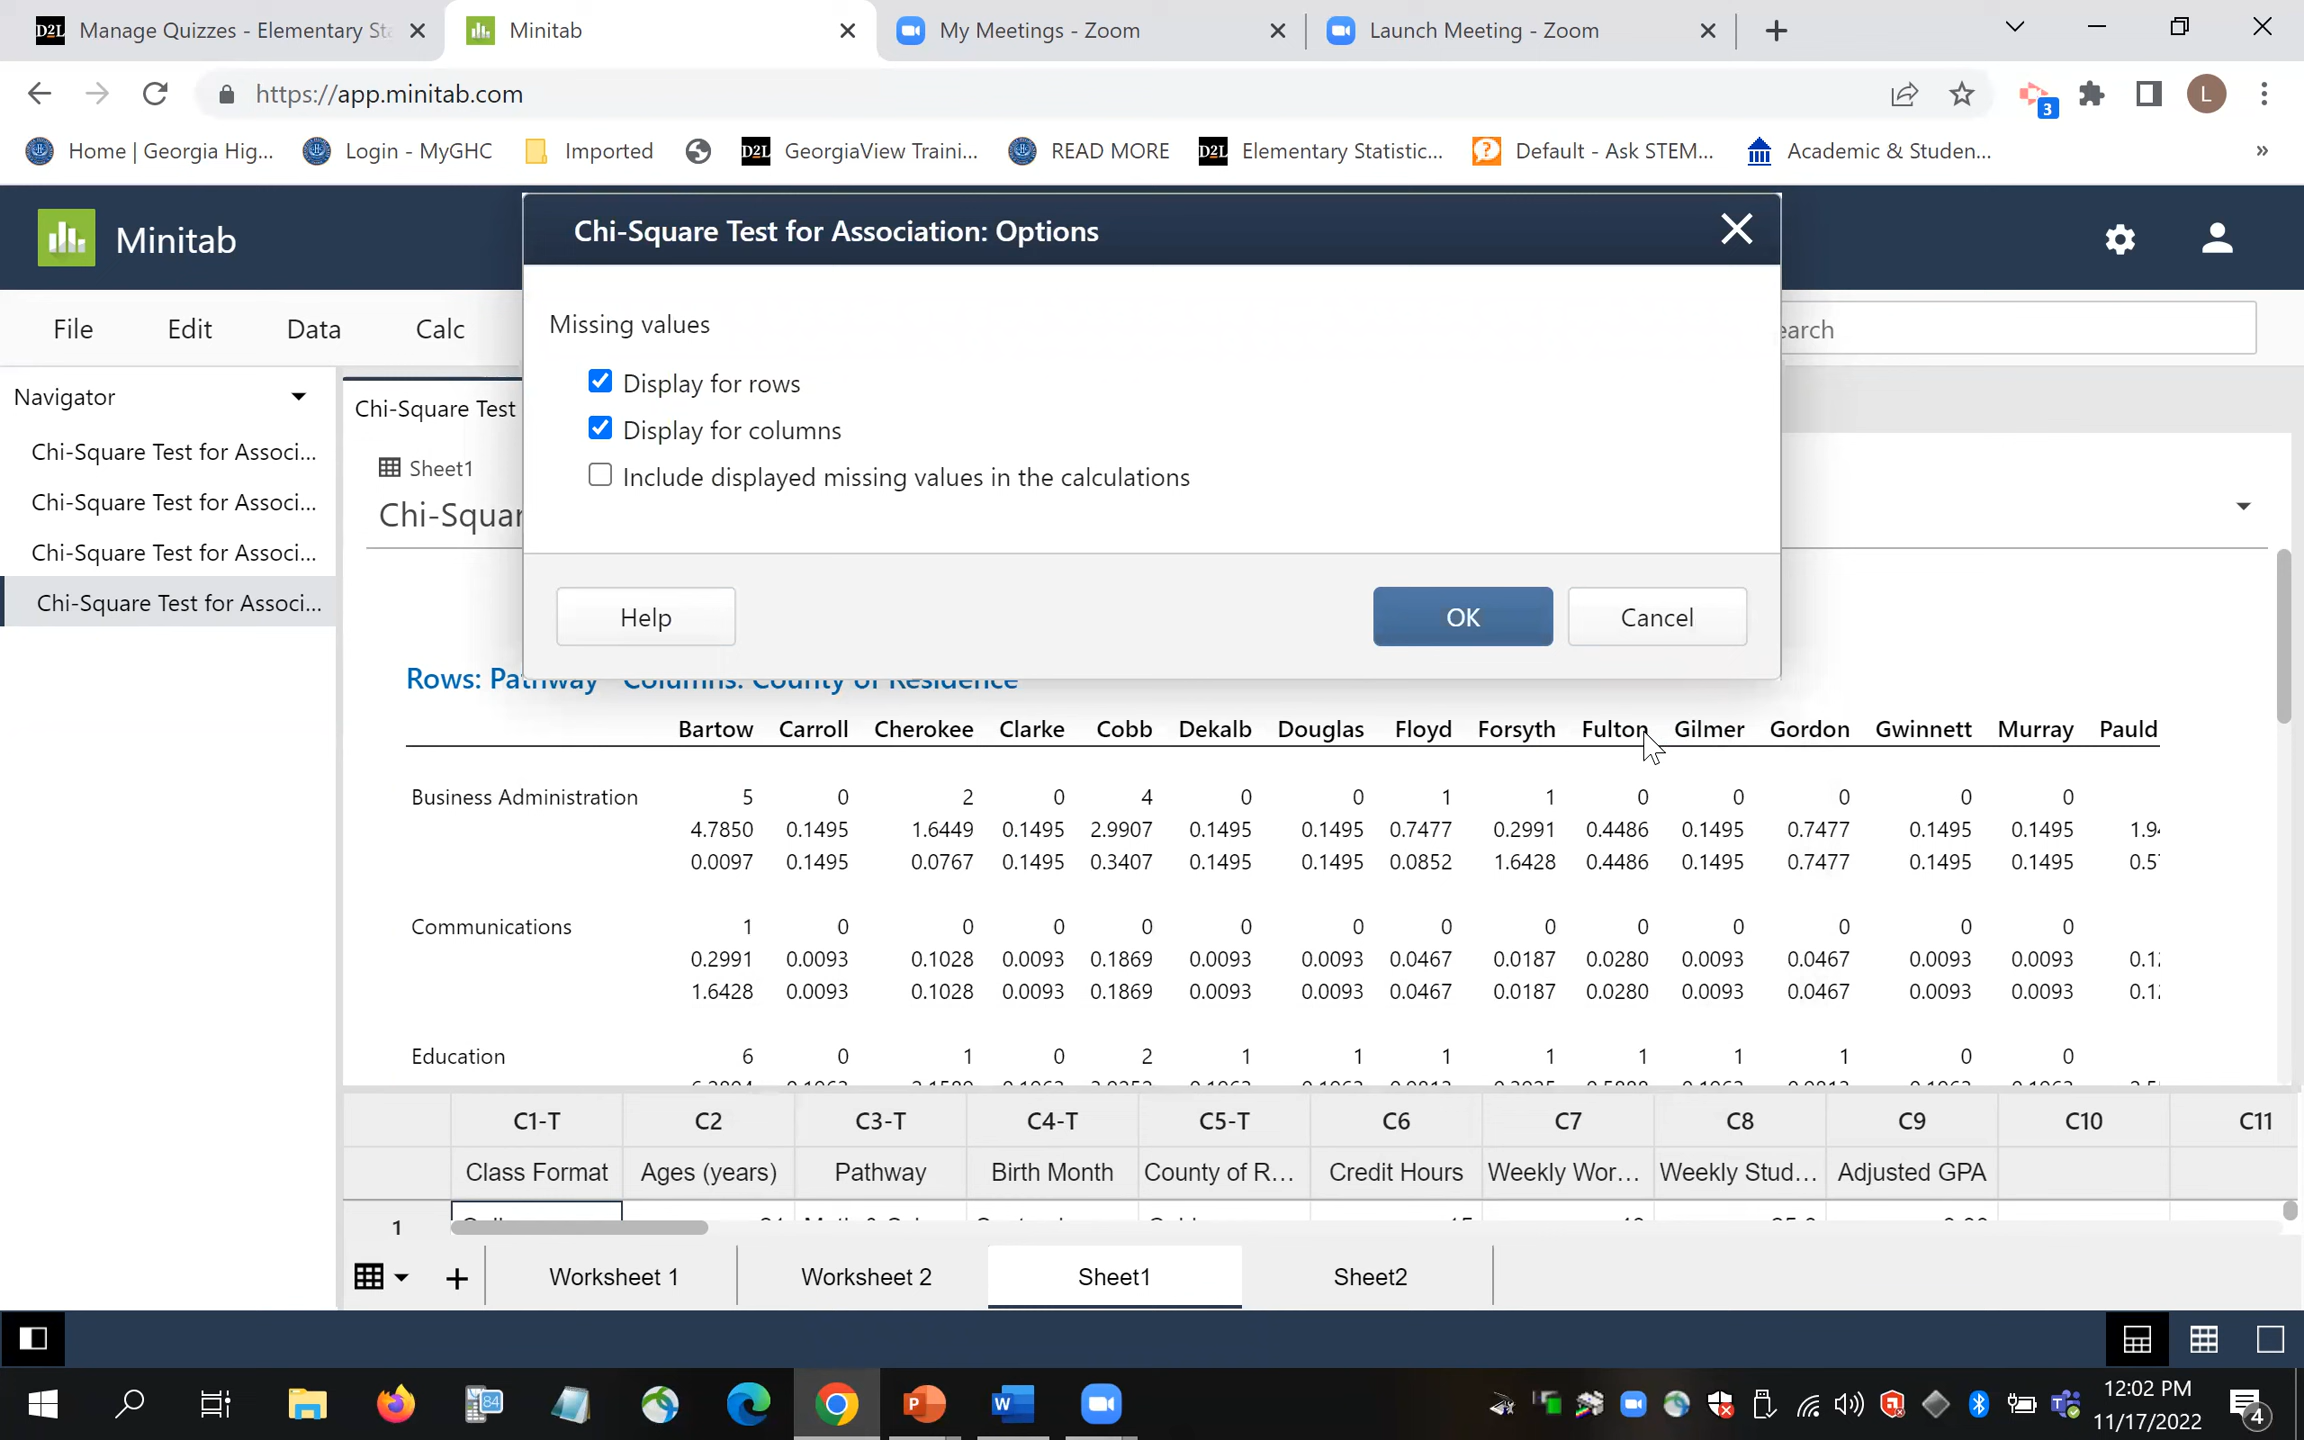 D2L Manage Quizzes - Elementary Sta
Minitab
My Meetings - Zoom
Launch Meeting - Zoom
https://app.minitab.com
3
L
Home | Georgia Hig...
Login - MyGHC
Imported
D2L GeorgiaView Traini...
READ MORE
D2L Elementary Statistic...
Default - Ask STEM...
Academic & Studen...
»
Minitab
Chi-Square Test for Association: Options
File Edit Data Calc
earch
Missing values
Display for rows
Display for columns
Include displayed missing values in the calculations
Help OK Cancel
Navigator
Chi-Square Test for Associ...
Chi-Square Test for Associ...
Chi-Square Test for Associ...
Chi-Square Test for Associ...
Chi-Square Test
Sheet1
Chi-Squar
Rows: Pathway Columns: County of Residence
Bartow Carroll Cherokee Clarke Cobb Dekalb Douglas Floyd Forsyth Fulton Gilmer Gordon Gwinnett Murray Pauld
Business Administration 5 0 2 0 4 0 0 1 1 0 0 0 0 0
4.7850 0.1495 1.6449 0.1495 2.9907 0.1495 0.1495 0.7477 0.2991 0.4486 0.1495 0.7477 0.1495 0.1495 1.9
0.0097 0.1495 0.0767 0.1495 0.3407 0.1495 0.1495 0.0852 1.6428 0.4486 0.1495 0.7477 0.1495 0.1495 0.5
Communications 1 0 0 0 0 0 0 0 0 0 0 0 0 0
0.2991 0.0093 0.1028 0.0093 0.1869 0.0093 0.0093 0.0467 0.0187 0.0280 0.0093 0.0467 0.0093 0.0093 0.1
1.6428 0.0093 0.1028 0.0093 0.1869 0.0093 0.0093 0.0467 0.0187 0.0280 0.0093 0.0467 0.0093 0.0093 0.1
Education 6 0 1 0 2 1 1 1 1 1 1 1 0 0
C1-T C2 C3-T C4-T C5-T C6 C7 C8 C9 C10 C11
Class Format Ages (years) Pathway Birth Month County of R... Credit Hours Weekly Wor... Weekly Stud... Adjusted GPA
1
Worksheet 1 Worksheet 2 Sheet1 Sheet2
12:02 PM
11/17/2022
4